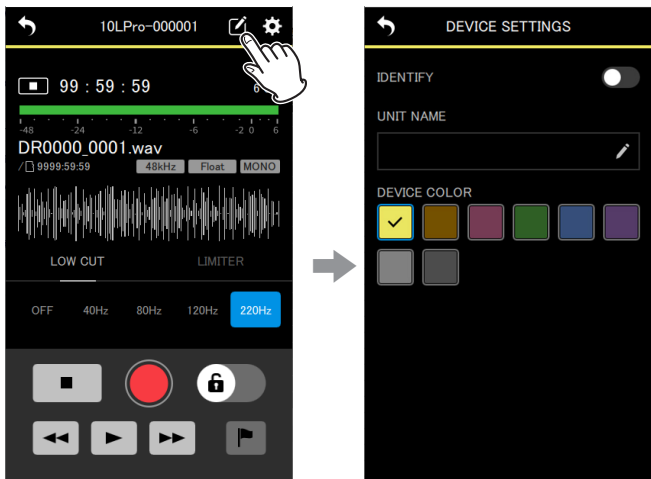 10LPro-000001
99 : 59 : 59
6
-48 -24 -12 -6 -2 0 6
DR0000_0001.wav
/ 9999:59:59 48kHz Float MONO
LOW CUT LIMITER
OFF 40Hz 80Hz 120Hz 220Hz
DEVICE SETTINGS
IDENTIFY
UNIT NAME
DEVICE COLOR